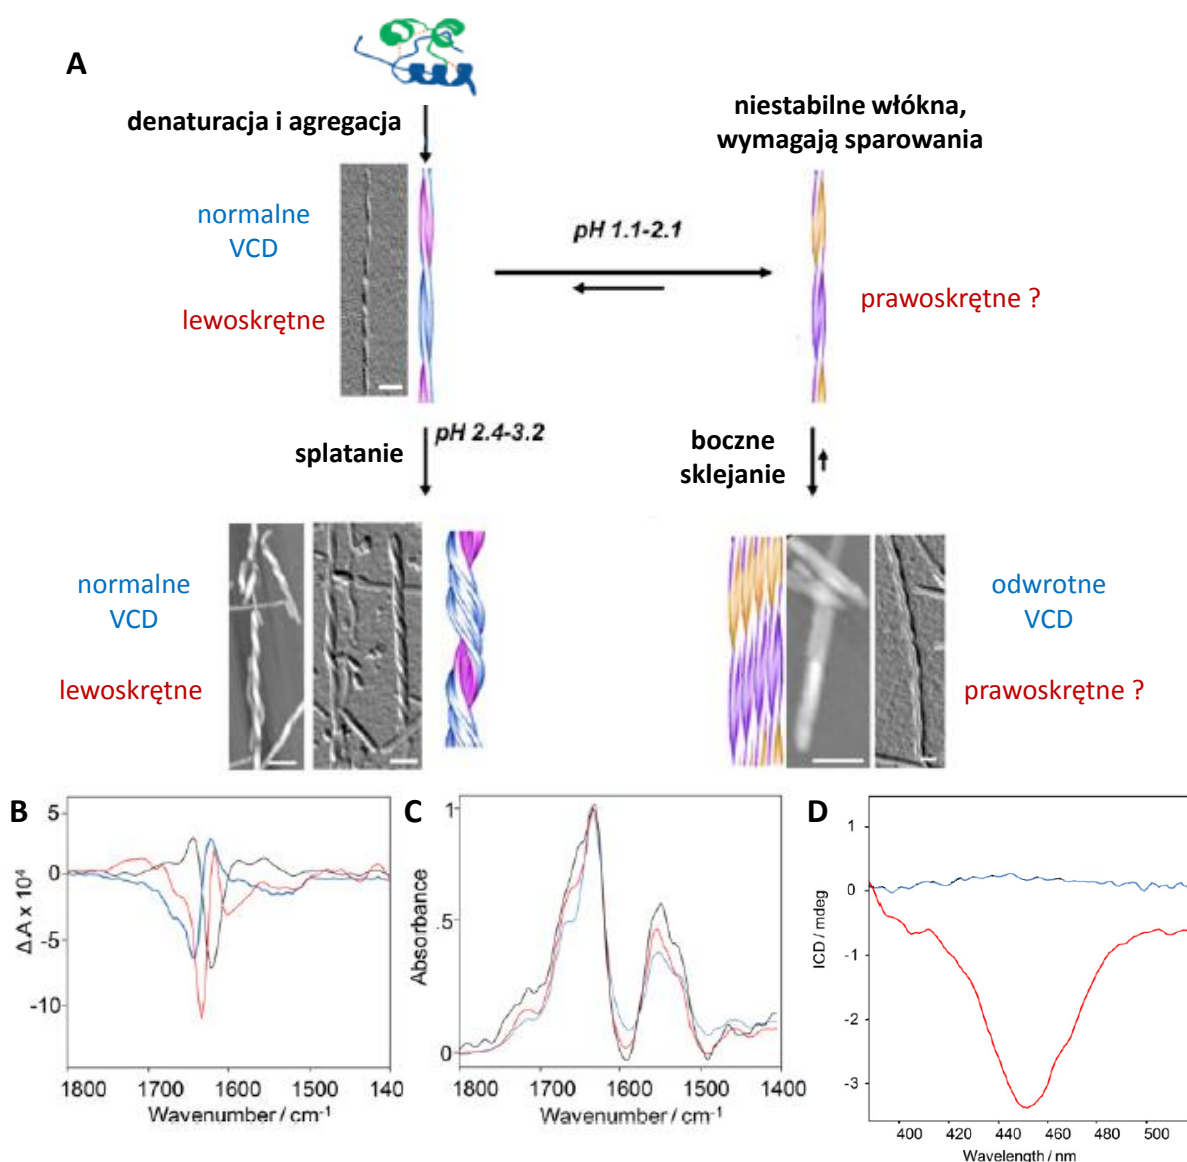 A
denaturacja i agregacja
niestabilne włókna,
wymagają sparowania
normalne
VCD
lewoskrętne
pH 1.1-2.1
prawoskrętne ?
splatanie
pH 2.4-3.2
boczne
sklejanie
normalne
VCD
lewoskrętne
odwrotne
VCD
prawoskrętne ?
B
5
0
-5
-10
Δ A x 10⁴
1800 1700 1600 1500 140
Wavenumber / cm⁻¹
C
1
.5
0
Absorbance
1800 1700 1600 1500 1400
Wavenumber / cm⁻¹
D
1
0
-1
-2
-3
ICD / mdeg
400 420 440 460 480 500
Wavelength / nm